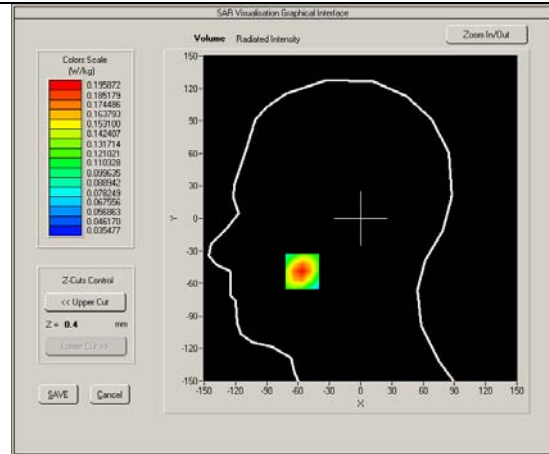 SAR Visualisation Graphical Interface
Volume Radiated Intensity
Zoom In/Out
Colors Scale
(W/kg)
0.195872
0.185179
0.174486
0.163793
0.153100
0.142407
0.131714
0.121021
0.110328
0.099635
0.088942
0.078249
0.067556
0.056863
0.046170
0.035477
Z-Cuts Control
<< Upper Cut
Z = 0.4 mm
Lower Cut >>
SAVE
Cancel
150-
120-
90-
60-
30-
0-
-30-
-60-
-90-
-120-
-150-
Y
-150 -120 -90 -60 -30 0 30 60 90 120 150
X